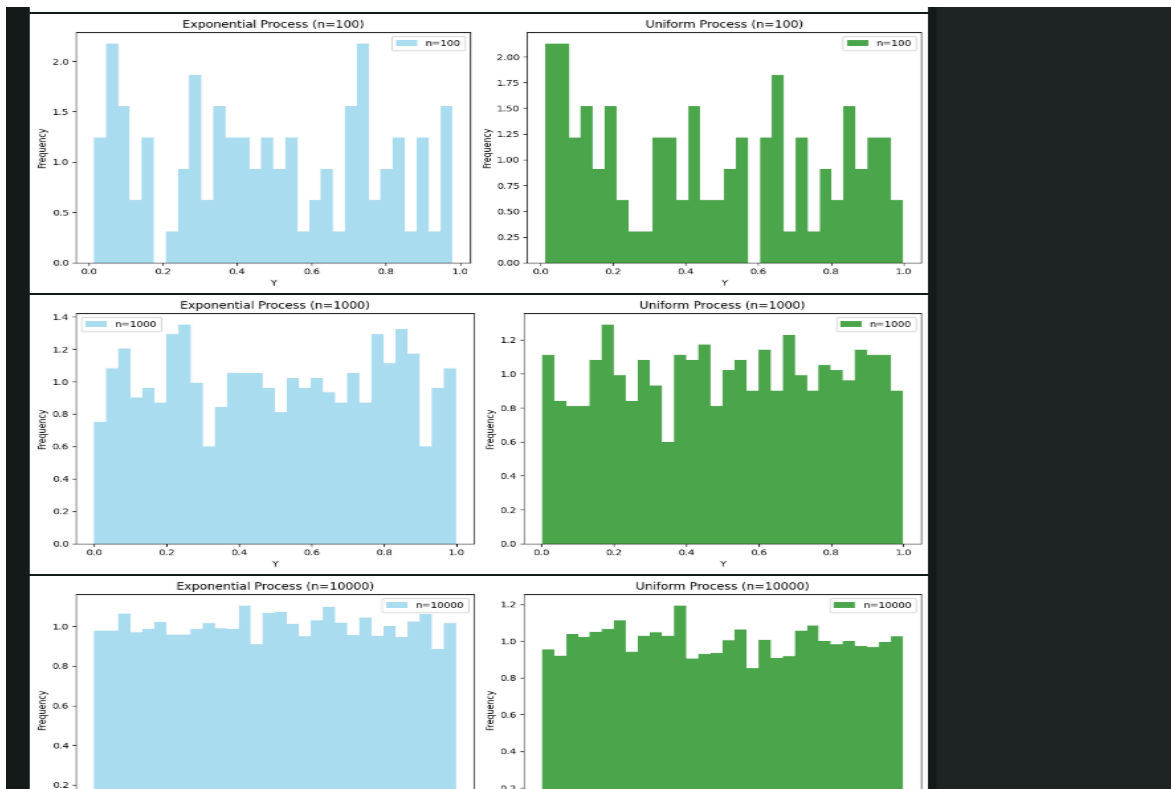 Exponential Process (n=100)
n=100
Frequency
2.0
1.5
1.0
0.5
0.0
0.0 0.2 0.4 0.6 0.8 1.0
Y
Uniform Process (n=100)
n=100
Frequency
2.00
1.75
1.50
1.25
1.00
0.75
0.50
0.25
0.00
0.0 0.2 0.4 0.6 0.8 1.0
Y
Exponential Process (n=1000)
n=1000
Frequency
1.4
1.2
1.0
0.8
0.6
0.4
0.2
0.0
0.0 0.2 0.4 0.6 0.8 1.0
Y
Uniform Process (n=1000)
n=1000
Frequency
1.2
1.0
0.8
0.6
0.4
0.2
0.0
0.0 0.2 0.4 0.6 0.8 1.0
Y
Exponential Process (n=10000)
n=10000
Frequency
1.0
0.8
0.6
0.4
0.2
Uniform Process (n=10000)
n=10000
Frequency
1.2
1.0
0.8
0.6
0.4
0.2